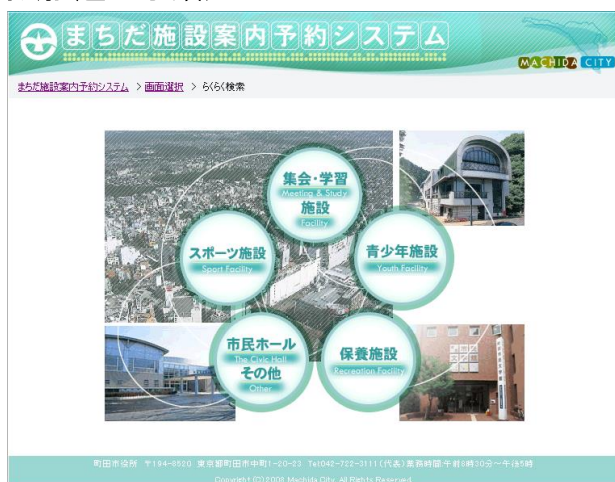 まちだ施設案内予約システム
MACHIDA CITY
まちだ施設案内予約システム > 画面選択 > らくらく検索
集会・学習
Meeting & Study
施設
Facility
スポーツ施設
Sport Facility
青少年施設
Youth Facility
市民ホール
The Civic Hall
その他
Other
保養施設
Recreation Facility
町田市役所 〒194-8520 東京都町田市中町1-20-23 Tel042-722-3111(代表)業務時間:午前8時30分～午後5時
Copyright (C) 2003 Machida City. All Rights Reserved.